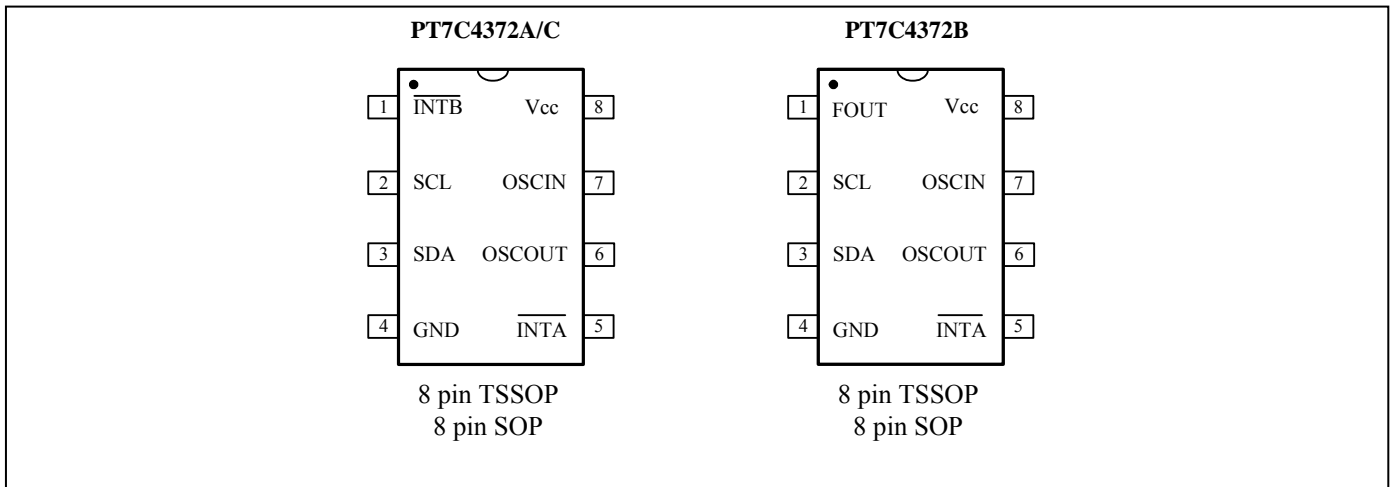 PT7C4372A/C
1 INTB Vcc 8
2 SCL OSCIN 7
3 SDA OSCOUT 6
4 GND INTA 5
8 pin TSSOP
8 pin SOP
PT7C4372B
1 FOUT Vcc 8
2 SCL OSCIN 7
3 SDA OSCOUT 6
4 GND INTA 5
8 pin TSSOP
8 pin SOP